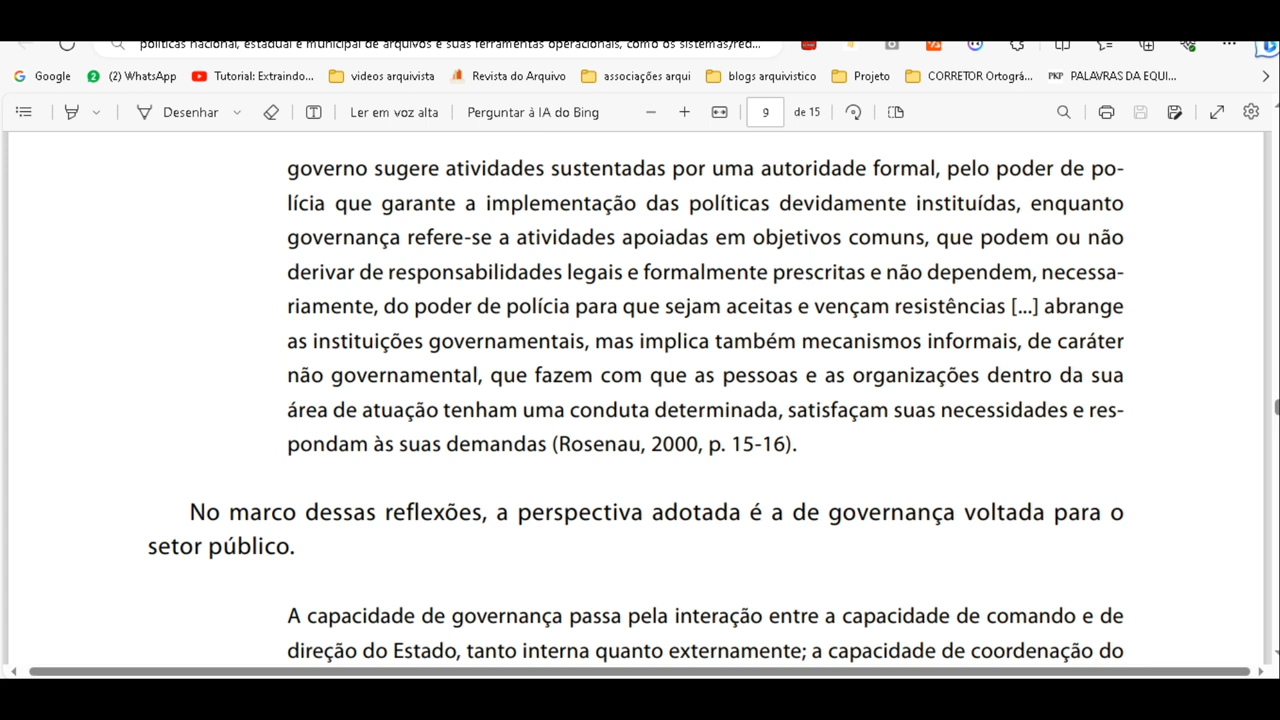 políticas nacional, estadual e municipal de arquivos e suas ferramentas operacionais, como os sistemas/red...
Google
2 (2) WhatsApp
Tutorial: Extraindo...
videos arquivista
Revista do Arquivo
associações arqui
blogs arquivistico
Projeto
CORRETOR Ortográ...
PKP PALAVRAS DA EQUI...
Desenhar
Ler em voz alta
Perguntar à IA do Bing
9 de 15
governo sugere atividades sustentadas por uma autoridade formal, pelo poder de po-
lícia que garante a implementação das políticas devidamente instituídas, enquanto
governança refere-se a atividades apoiadas em objetivos comuns, que podem ou não
derivar de responsabilidades legais e formalmente prescritas e não dependem, necessa-
riamente, do poder de polícia para que sejam aceitas e vençam resistências [...] abrange
as instituições governamentais, mas implica também mecanismos informais, de caráter
não governamental, que fazem com que as pessoas e as organizações dentro da sua
área de atuação tenham uma conduta determinada, satisfaçam suas necessidades e res-
pondam às suas demandas (Rosenau, 2000, p. 15-16).
No marco dessas reflexões, a perspectiva adotada é a de governança voltada para o
setor público.
A capacidade de governança passa pela interação entre a capacidade de comando e de
direção do Estado, tanto interna quanto externamente; a capacidade de coordenação do